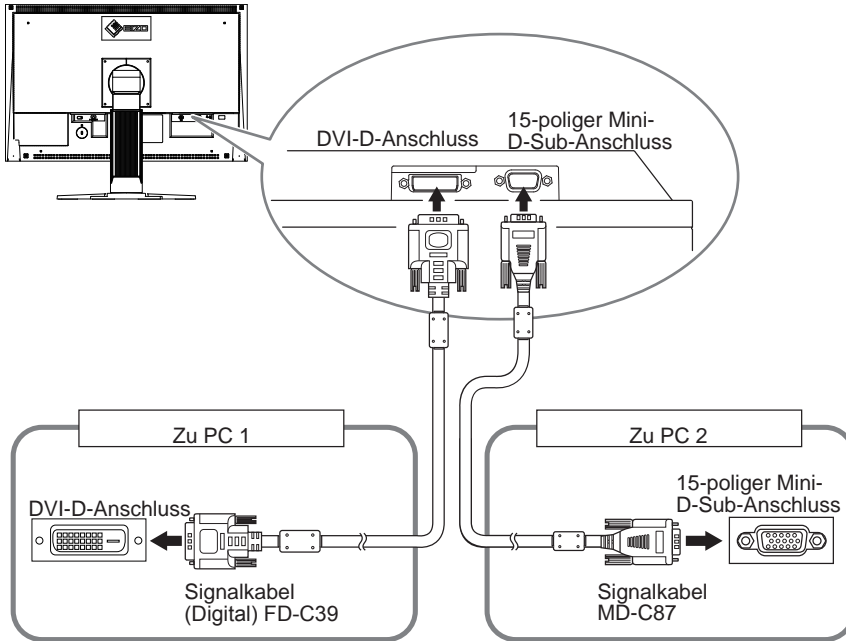 EIZO
DVI-D-Anschluss
15-poliger Mini-
D-Sub-Anschluss
Zu PC 1
DVI-D-Anschluss
Signalkabel
(Digital) FD-C39
Zu PC 2
15-poliger Mini-
D-Sub-Anschluss
Signalkabel
MD-C87